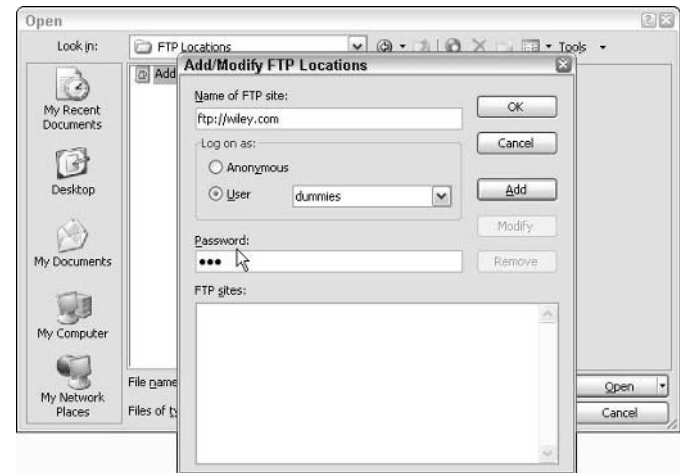 Open
Look in:
FTP Locations
Tools
My Recent
Documents
Desktop
My Documents
My Computer
My Network
Places
Add
File name
Files of ty
Open
Cancel
Add/Modify FTP Locations
Name of FTP site:
ftp://wiley.com
Log on as:
Anonymous
User
dummies
Password:
•••
FTP sites:
OK
Cancel
Add
Modify
Remove